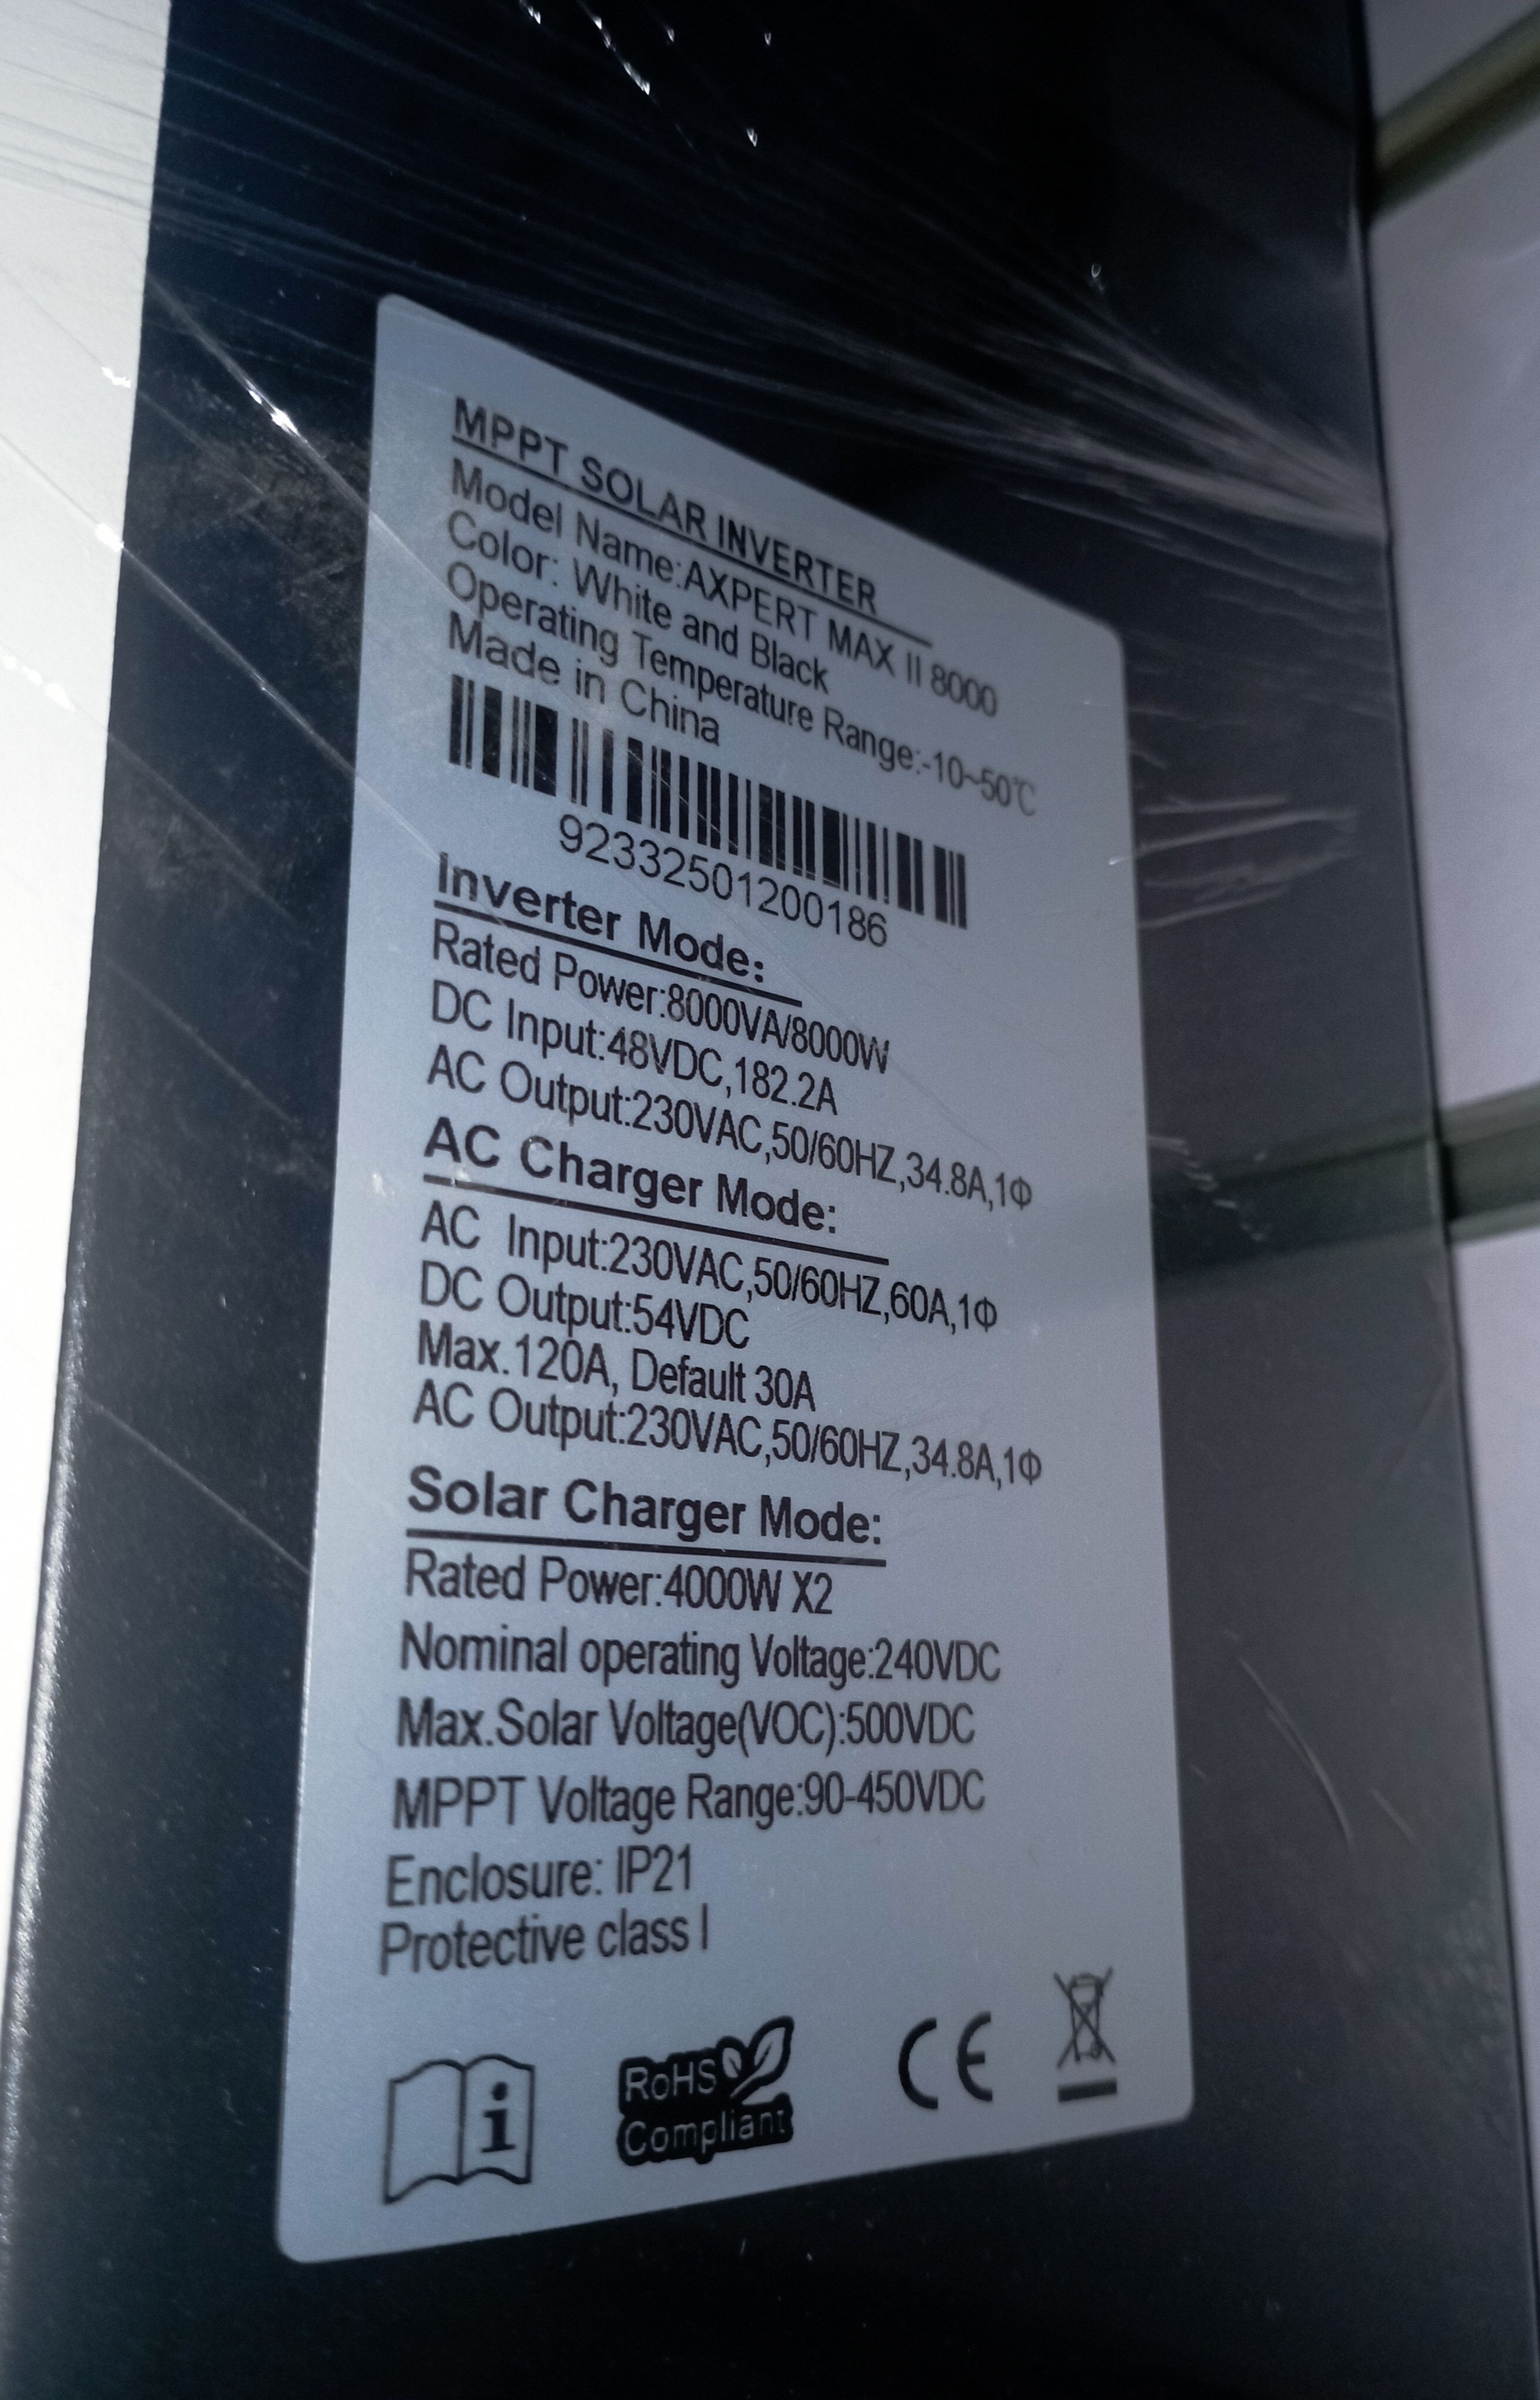 MPPT SOLAR INVERTER
Model Name:AXPERT MAX II 8000
Color: White and Black
Operating Temperature Range:-10~50℃
Made in China
92332501200186
Inverter Mode:
Rated Power:8000VA/8000W
DC Input:48VDC,182.2A
AC Output:230VAC,50/60HZ,34.8A,1Φ
AC Charger Mode:
AC Input:230VAC,50/60HZ,60A,1Φ
DC Output:54VDC
Max.120A, Default 30A
AC Output:230VAC,50/60HZ,34.8A,1Φ
Solar Charger Mode:
Rated Power:4000W X2
Nominal operating Voltage:240VDC
Max.Solar Voltage(VOC):500VDC
MPPT Voltage Range:90-450VDC
Enclosure: IP21
Protective class I
i
RoHS
Compliant
CE